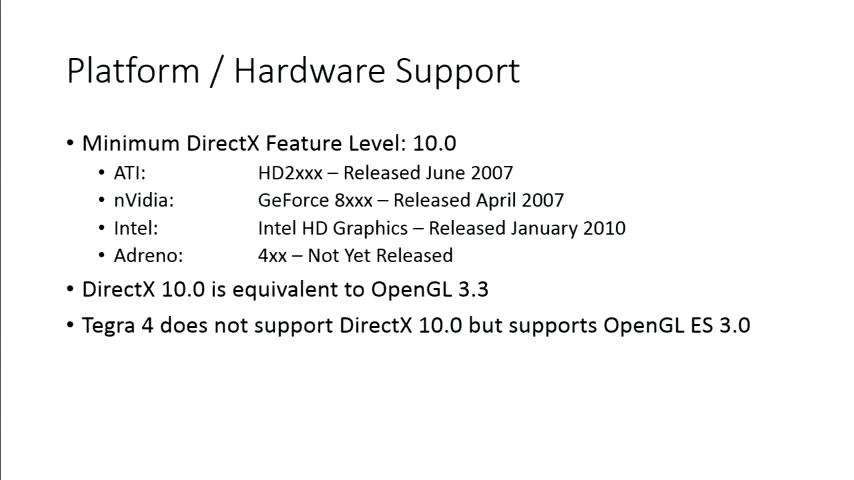 Platform / Hardware Support
• Minimum DirectX Feature Level: 10.0
• ATI: HD2xxx – Released June 2007
• nVidia: GeForce 8xxx – Released April 2007
• Intel: Intel HD Graphics – Released January 2010
• Adreno: 4xx – Not Yet Released
• DirectX 10.0 is equivalent to OpenGL 3.3
• Tegra 4 does not support DirectX 10.0 but supports OpenGL ES 3.0